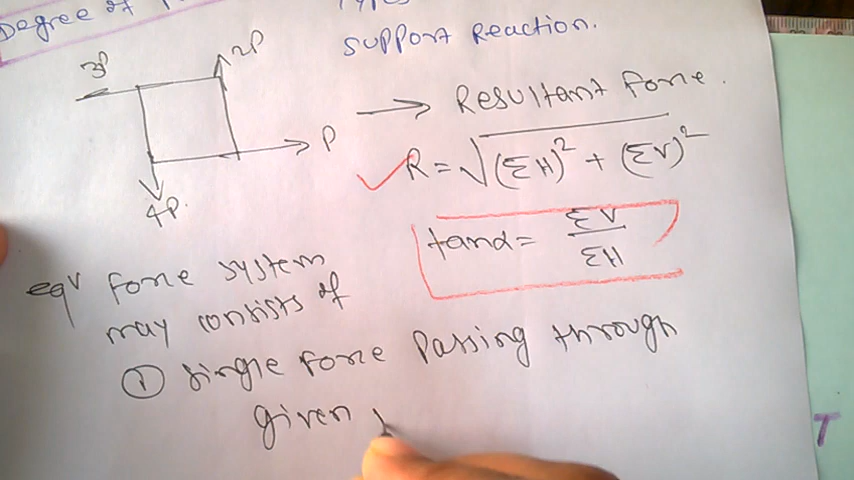 Degree of
Types
support Reaction.
3P
2P
P
4P.
Resultant force.
R = √(ΣH)² + (ΣV)²
tanα = ΣV / ΣH
eqv force system
may consists of
① single force passing through
given
T